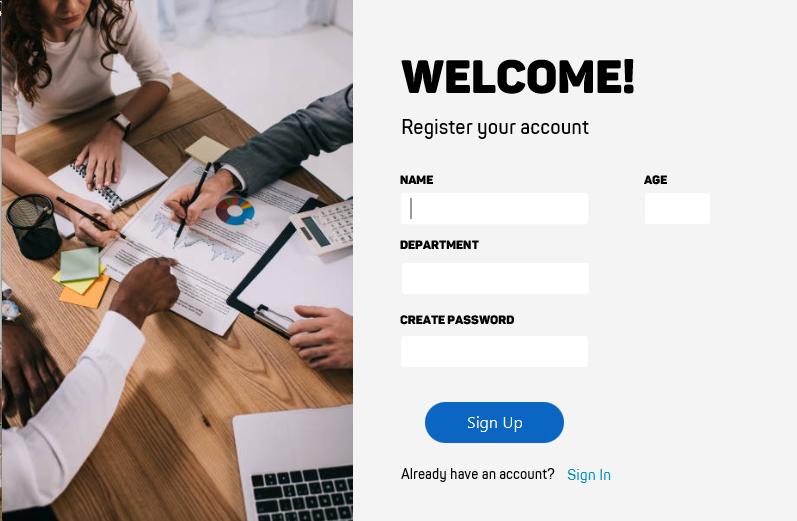 WELCOME!
Register your account
NAME AGE
DEPARTMENT
CREATE PASSWORD
Sign Up
Already have an account? Sign In